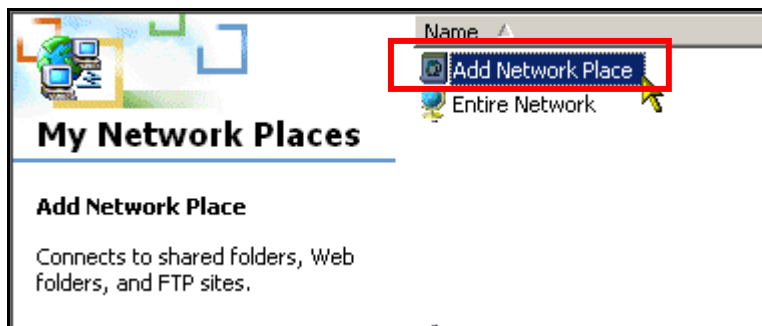 My Network Places
Add Network Place
Connects to shared folders, Web
folders, and FTP sites.
Name
Add Network Place
Entire Network